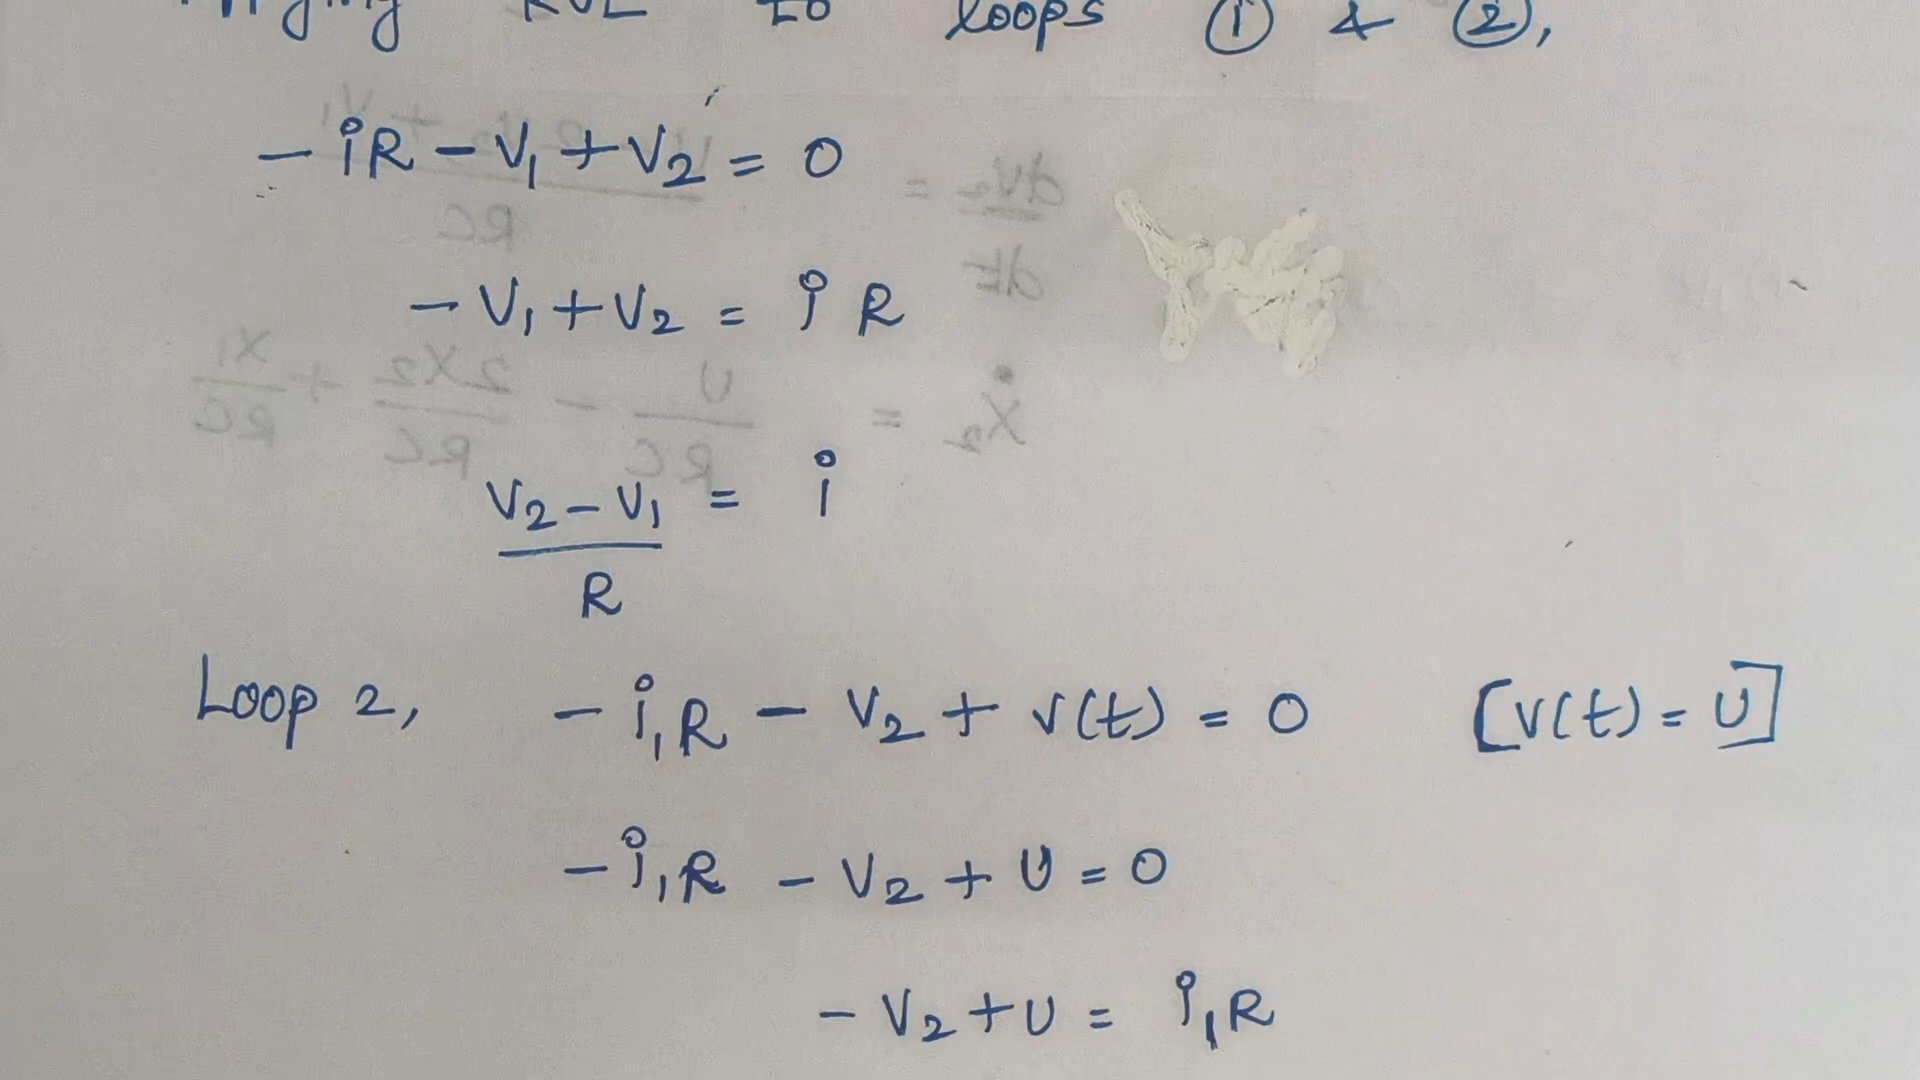 to loops ① & ②,
- iR - V₁ + V₂ = 0
- V₁ + V₂ = i R
V₂ - V₁ = i
R
Loop 2, - i₁R - V₂ + v(t) = 0 [v(t) = U]
- i₁R - V₂ + U = 0
- V₂ + U = i₁R